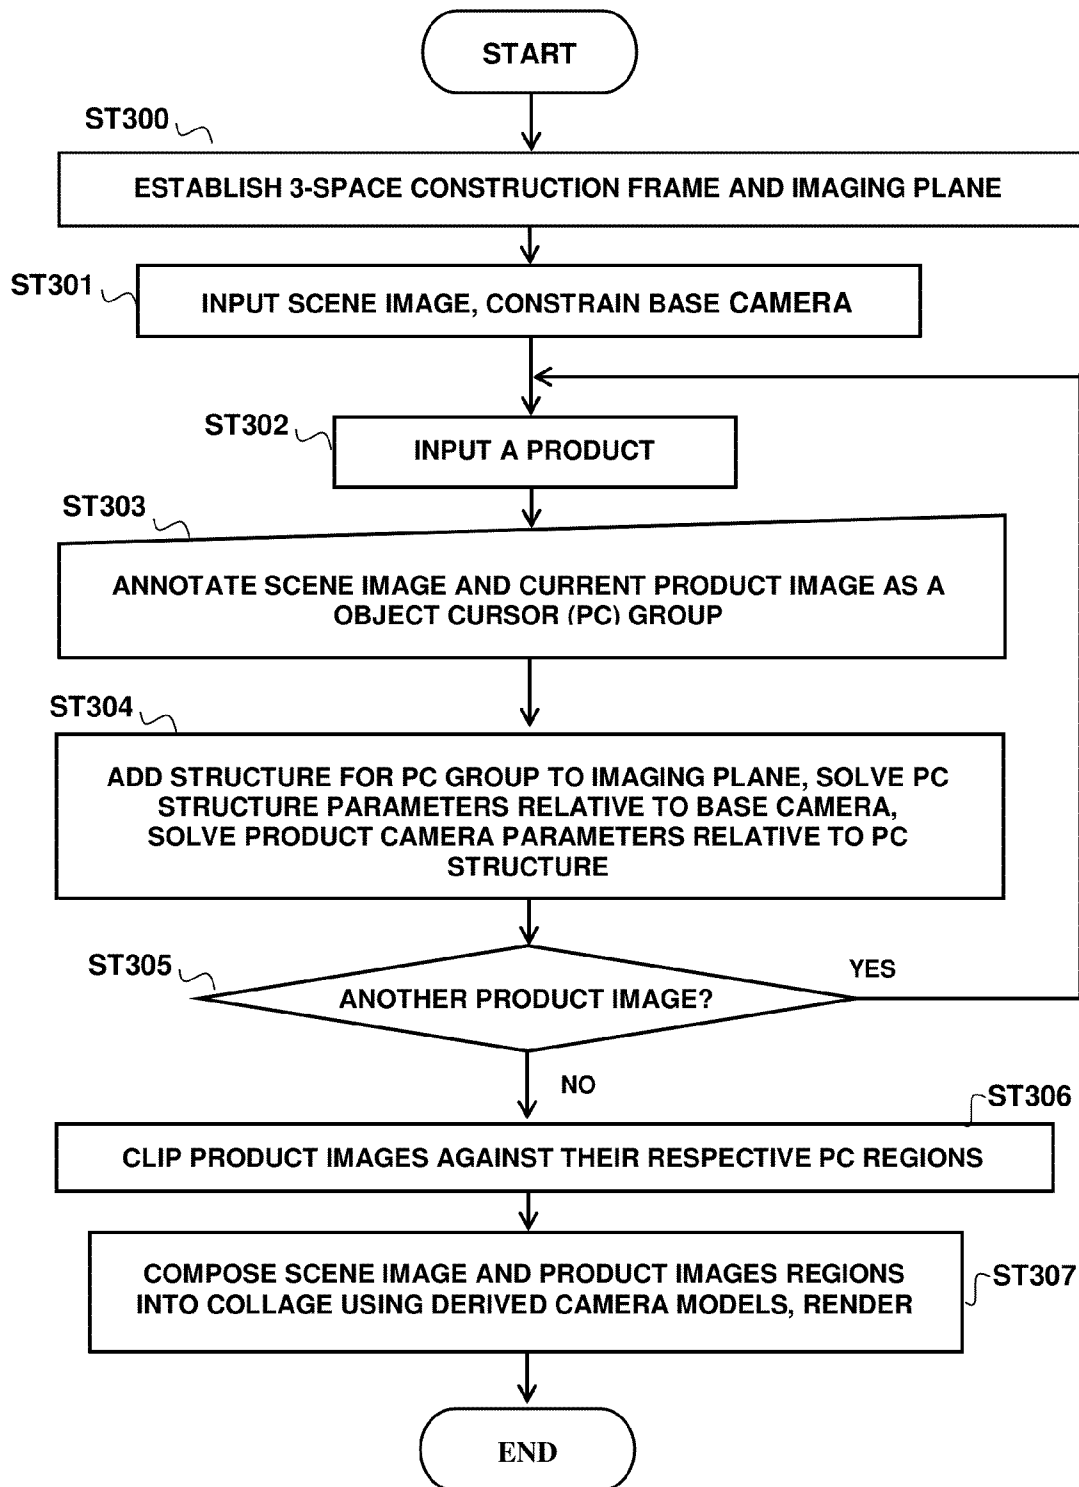 START
ST300
ESTABLISH 3-SPACE CONSTRUCTION FRAME AND IMAGING PLANE
ST301
INPUT SCENE IMAGE, CONSTRAIN BASE CAMERA
ST302
INPUT A PRODUCT
ST303
ANNOTATE SCENE IMAGE AND CURRENT PRODUCT IMAGE AS A
OBJECT CURSOR (PC) GROUP
ST304
ADD STRUCTURE FOR PC GROUP TO IMAGING PLANE, SOLVE PC
STRUCTURE PARAMETERS RELATIVE TO BASE CAMERA,
SOLVE PRODUCT CAMERA PARAMETERS RELATIVE TO PC
STRUCTURE
ST305
ANOTHER PRODUCT IMAGE?
YES
NO
ST306
CLIP PRODUCT IMAGES AGAINST THEIR RESPECTIVE PC REGIONS
COMPOSE SCENE IMAGE AND PRODUCT IMAGES REGIONS
INTO COLLAGE USING DERIVED CAMERA MODELS, RENDER
ST307
END